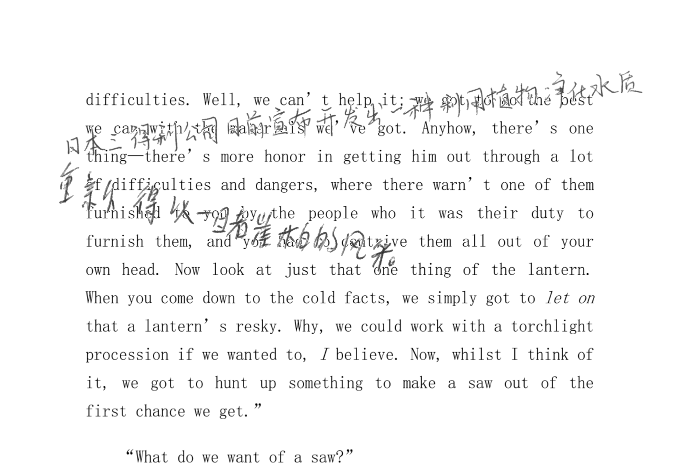 difficulties. Well, we can’t help it; we got to do the best
日本三得利公司日前宣布开发出一种利用植物净化水质
we can with the materials we’ve got. Anyhow, there’s one
thing—there’s more honor in getting him out through a lot
of difficulties and dangers, where there warn’t one of them
重新 得以一 的风采。
furnished to you by the people who it was their duty to
furnish them, and you had to contrive them all out of your
own head. Now look at just that one thing of the lantern.
When you come down to the cold facts, we simply got to let on
that a lantern’s resky. Why, we could work with a torchlight
procession if we wanted to, I believe. Now, whilst I think of
it, we got to hunt up something to make a saw out of the
first chance we get.”
“What do we want of a saw?”